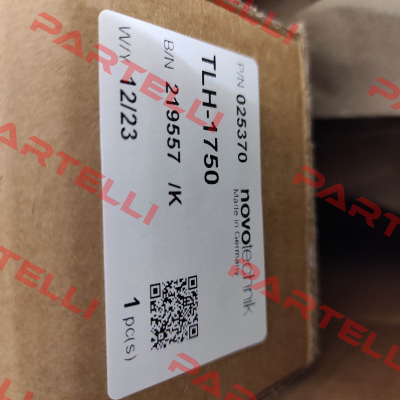 P/N 025370
novotechnik
Made in Germany
TLH-1750
B/N 219557 /K
W/Y 12/23
1 pc(s)
PARTELLI
PARTELLI
PARTELLI
PARTELLI